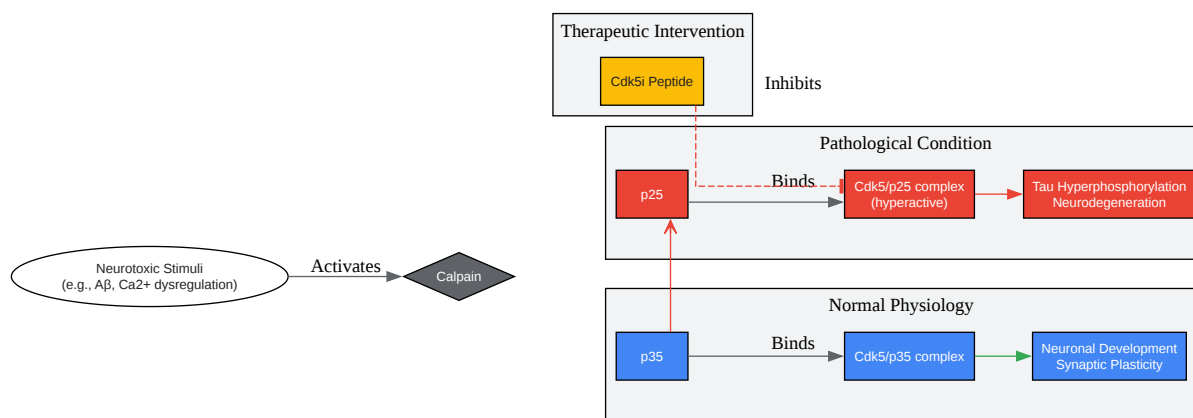 Therapeutic Intervention
Cdk5i Peptide
Inhibits
Pathological Condition
p25
Binds
Cdk5/p25 complex
(hyperactive)
Tau Hyperphosphorylation
Neurodegeneration
Neurotoxic Stimuli
(e.g., Aβ, Ca2+ dysregulation)
Activates
Calpain
Normal Physiology
p35
Binds
Cdk5/p35 complex
Neuronal Development
Synaptic Plasticity